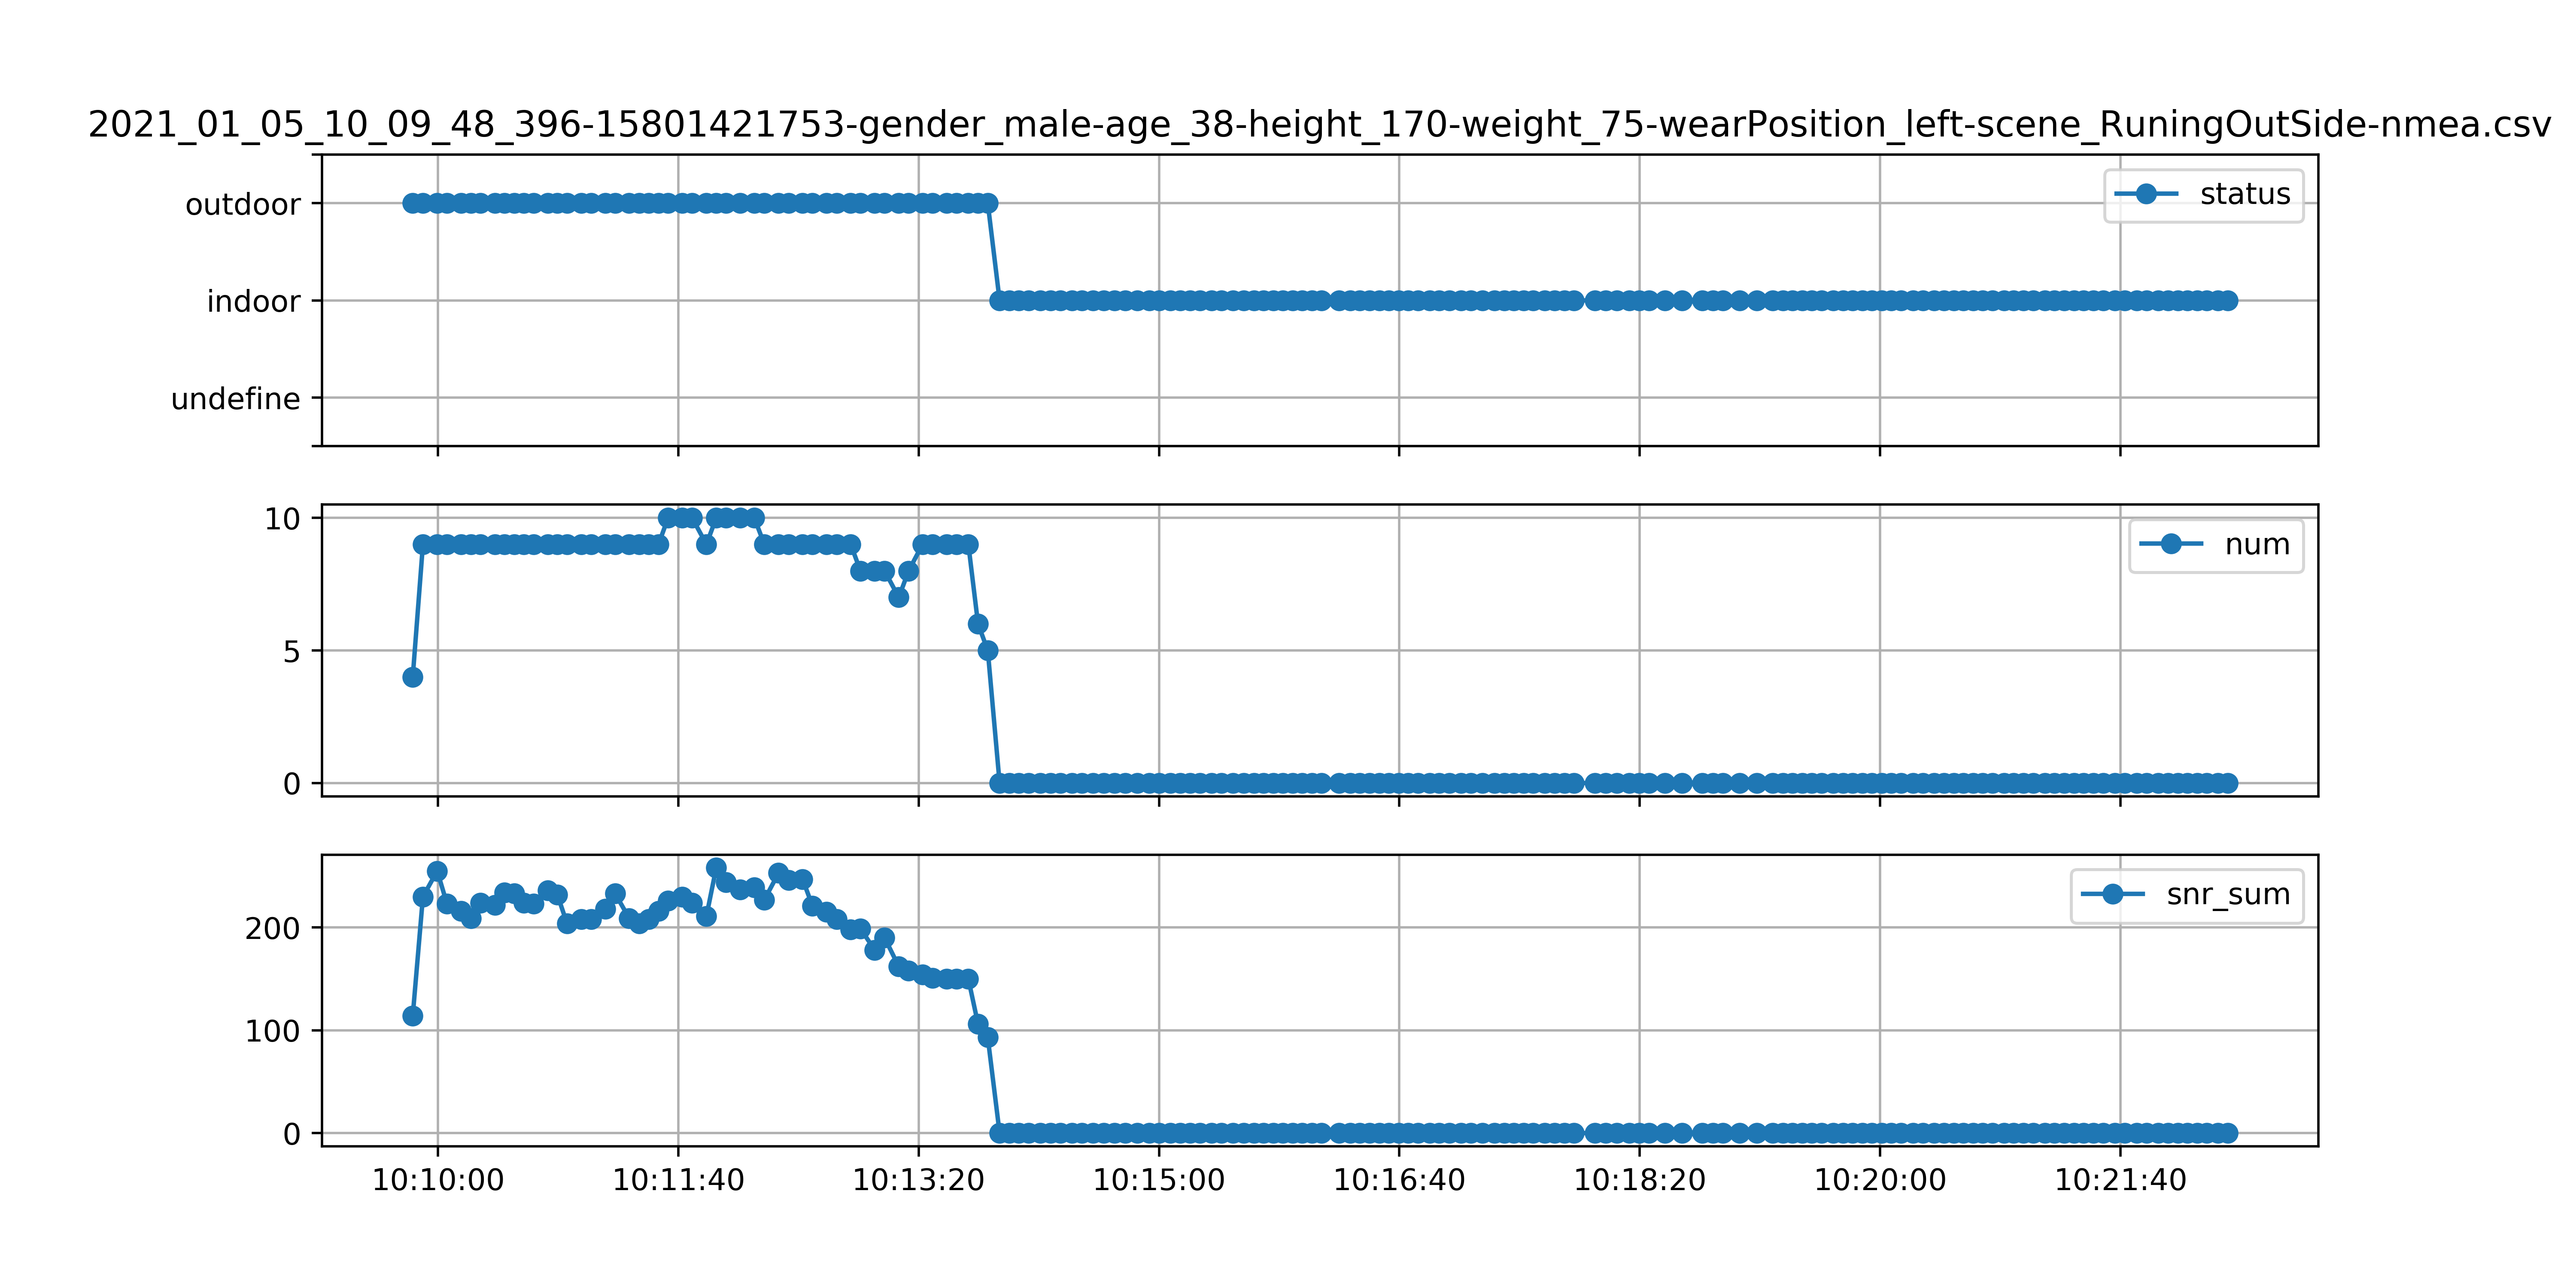 2021_01_05_10_09_48_396-15801421753-gender_male-age_38-height_170-weight_75-wearPosition_left-scene_RuningOutSide-nmea.csv
outdoor
indoor
undefine
status
10
5
0
num
200
100
0
snr_sum
10:10:00 10:11:40 10:13:20 10:15:00 10:16:40 10:18:20 10:20:00 10:21:40